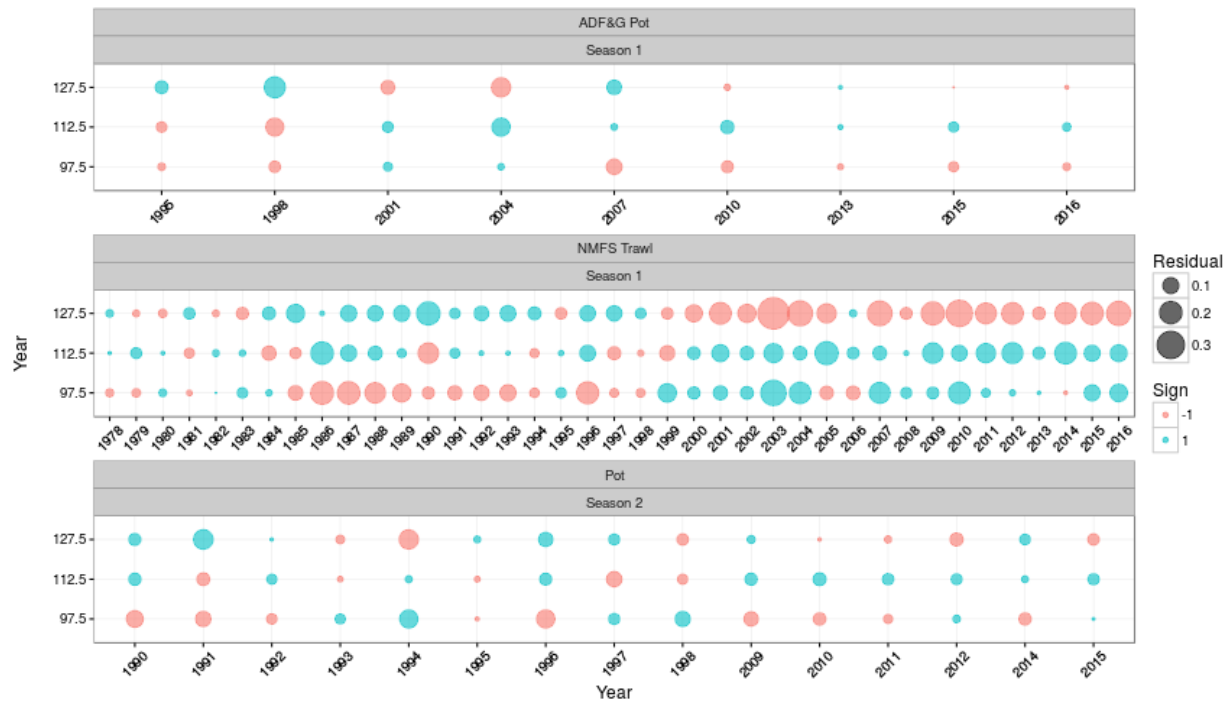 ADF&G Pot
Season 1
127.5
112.5
97.5
1995 1998 2001 2004 2007 2010 2013 2015 2016
NMFS Trawl
Season 1
127.5
112.5
97.5
1978 1979 1980 1981 1982 1983 1984 1985 1986 1987 1988 1989 1990 1991 1992 1993 1994 1995 1996 1997 1998 1999 2000 2001 2002 2003 2004 2005 2006 2007 2008 2009 2010 2011 2012 2013 2014 2015 2016
Pot
Season 2
127.5
112.5
97.5
1990 1991 1992 1993 1994 1995 1996 1997 1998 2009 2010 2011 2012 2014 2015
Year
Year
Residual
0.1
0.2
0.3
Sign
-1
1